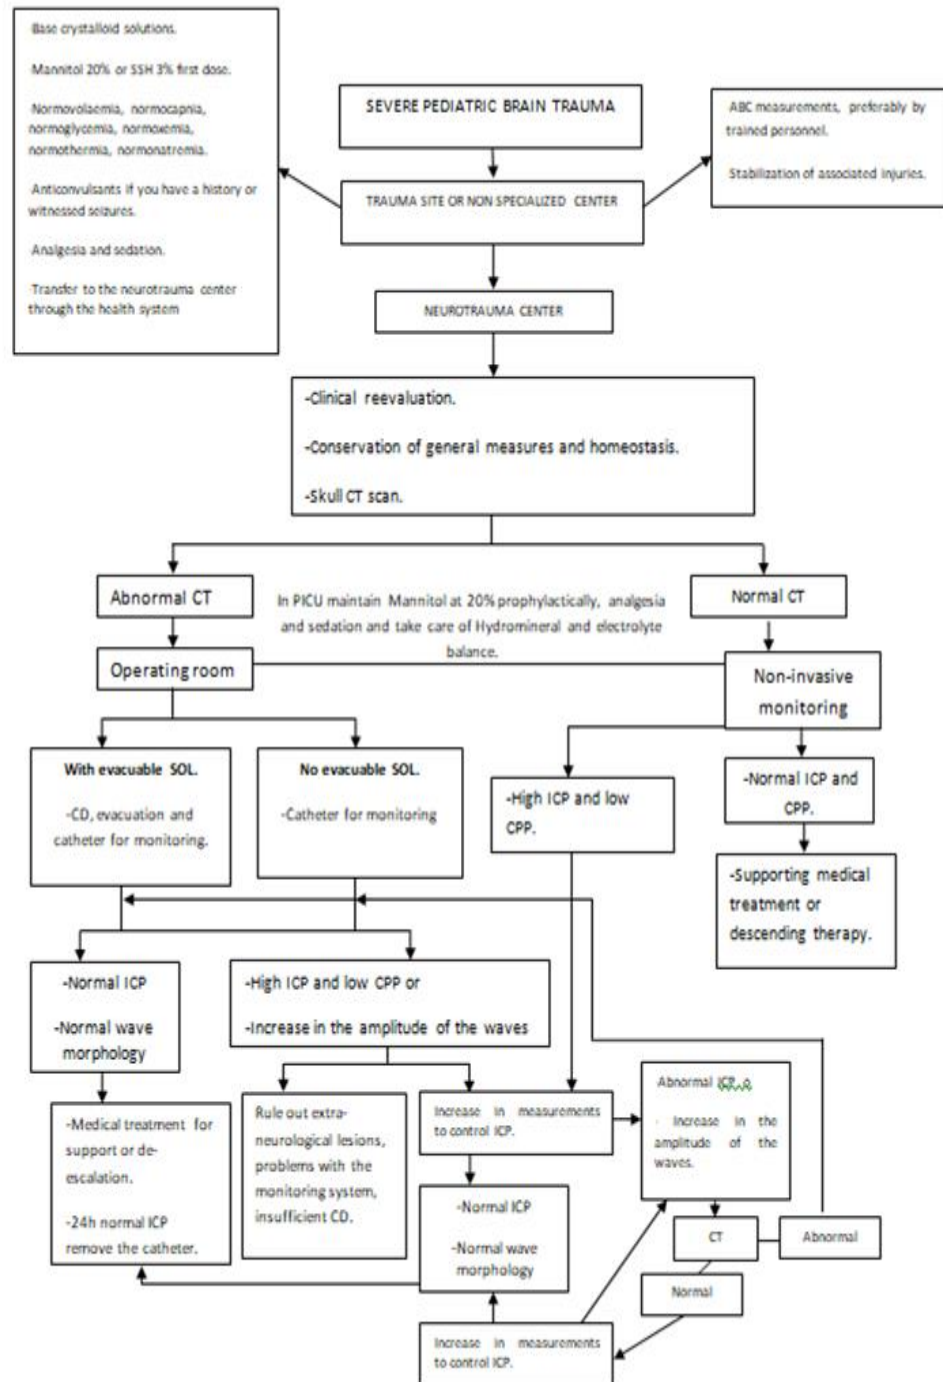 Base crystalloid solutions.
Mannitol 20% or SSH 3% first dose.
Normovolaemia, normocapnia,
normoglycemia, normoxemia,
normothermia, normonatremia.
Anticonvulsants if you have a history or
witnessed seizures.
Analgesia and sedation.
Transfer to the neurotrauma center
through the health system
SEVERE PEDIATRIC BRAIN TRAUMA
ABC measurements, preferably by
trained personnel.
Stabilization of associated injuries.
TRAUMA SITE OR NON SPECIALIZED CENTER
NEUROTRAUMA CENTER
-Clinical reevaluation.
-Conservation of general measures and homeostasis.
-Skull CT scan.
Abnormal CT
In PICU maintain Mannitol at 20% prophylactically, analgesia
and sedation and take care of Hydromineral and electrolyte
balance.
Normal CT
Operating room
Non-invasive
monitoring
With evacuable SOL.
-CD, evacuation and
catheter for monitoring.
No evacuable SOL.
-Catheter for monitoring
-High ICP and low
CPP.
-Normal ICP and
CPP.
-Supporting medical
treatment or
descending therapy.
-Normal ICP
-Normal wave
morphology
-High ICP and low CPP or
-Increase in the amplitude of the waves
-Medical treatment for
support or de-
escalation.
-24h normal ICP
remove the catheter.
Rule out extra-
neurological lesions,
problems with the
monitoring system,
insufficient CD.
Increase in measurements
to control ICP.
Abnormal ICP o
- Increase in the
amplitude of the
waves.
-Normal ICP
-Normal wave
morphology
CT
Abnormal
Normal
Increase in measurements
to control ICP.